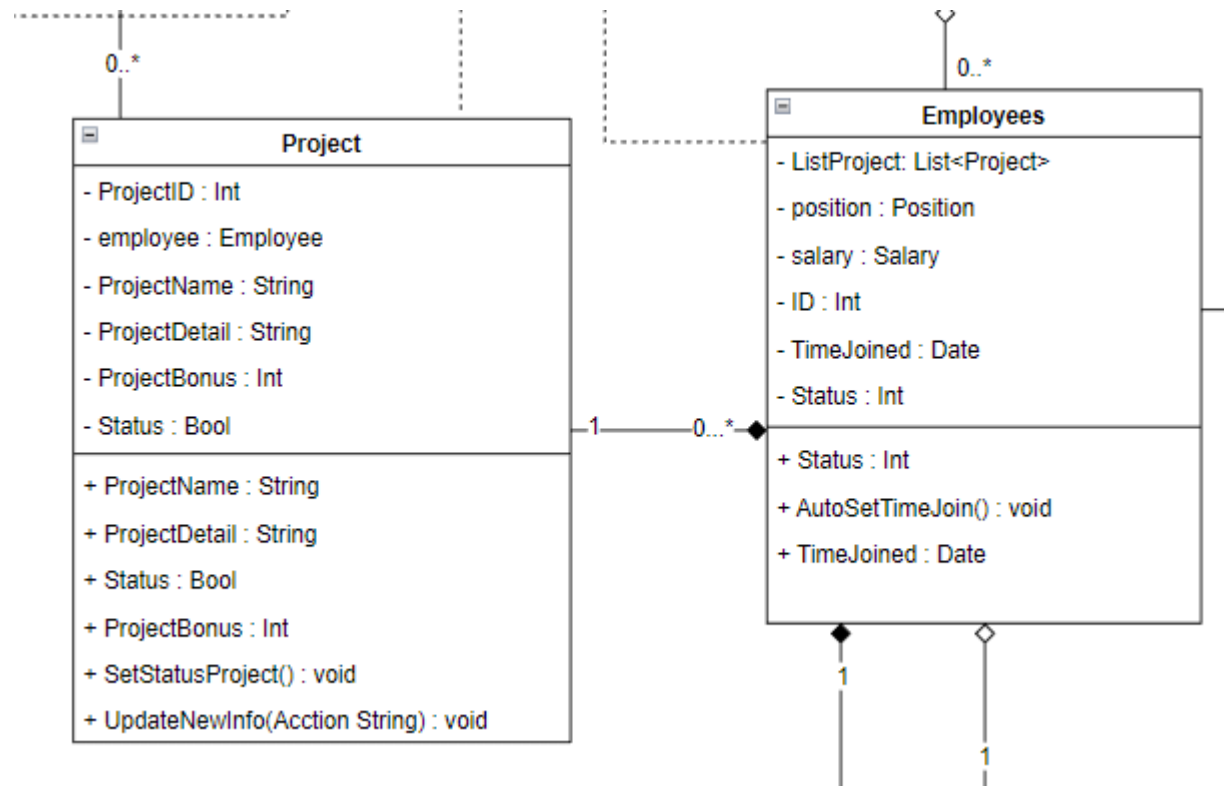 0..*
0..*
Project
- ProjectID : Int
- employee : Employee
- ProjectName : String
- ProjectDetail : String
- ProjectBonus : Int
- Status : Bool
+ ProjectName : String
+ ProjectDetail : String
+ Status : Bool
+ ProjectBonus : Int
+ SetStatusProject() : void
+ UpdateNewInfo(Acction String) : void
1
0...*
Employees
- ListProject: List<Project>
- position : Position
- salary : Salary
- ID : Int
- TimeJoined : Date
- Status : Int
+ Status : Int
+ AutoSetTimeJoin() : void
+ TimeJoined : Date
1
1